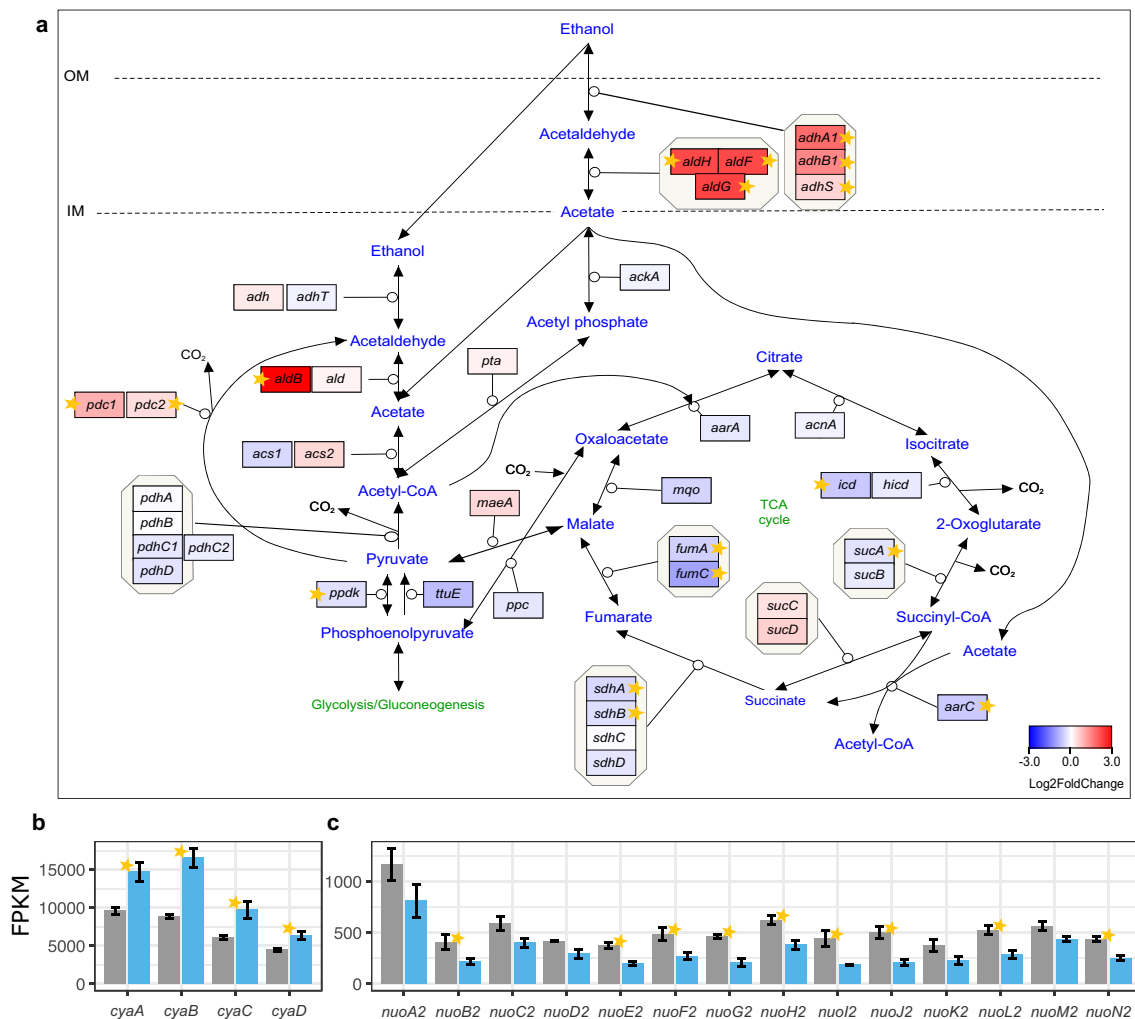 a
Ethanol
OM
Acetaldehyde
adhA1
adhB1
adhS
aldH aldF
aldG
IM
Acetate
Ethanol
adh adhT
ackA
Acetyl phosphate
Acetaldehyde
CO2
pta
Citrate
aldB ald
pdc1 pdc2
Acetate
aarA
acnA
Oxaloacetate
Isocitrate
acs1 acs2
CO2
Acetyl-CoA
pdhA
pdhB
pdhC1 pdhC2
pdhD
CO2
maeA
mqo
icd hicd
CO2
TCA
cycle
Malate
2-Oxoglutarate
Pyruvate
fumA
fumC
sucA
sucB
CO2
ppdk
ttuE
ppc
sucC
sucD
Phosphoenolpyruvate
Fumarate
Succinyl-CoA
Acetate
sdhA
sdhB
sdhC
sdhD
Succinate
aarC
Glycolysis/Gluconeogenesis
Acetyl-CoA
-3.0 0.0 3.0
Log2FoldChange
b
FPKM
15000
10000
5000
0
cyaA cyaB cyaC cyaD
c
1000
500
0
nuoA2 nuoB2 nuoC2 nuoD2 nuoE2 nuoF2 nuoG2 nuoH2 nuoI2 nuoJ2 nuoK2 nuoL2 nuoM2 nuoN2